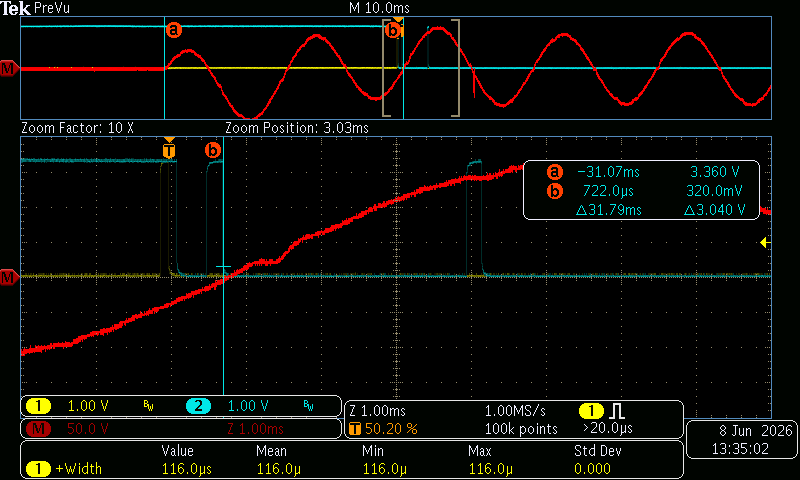 Tek PreVu M 10.0ms
a b
M
Zoom Factor: 10 X Zoom Position: 3.03ms
T b
a −31.07ms 3.360 V
b 722.0µs 320.0mV
Δ31.79ms Δ3.040 V
M
1 1.00 V BW 2 1.00 V BW
M 50.0 V Z 1.00ms
Z 1.00ms 1.00MS/s 1
T 50.20 % 100k points >20.0µs
8 Jun 2026
13:35:02
Value Mean Min Max Std Dev
1 +Width 116.0µs 116.0µ 116.0µ 116.0µ 0.000